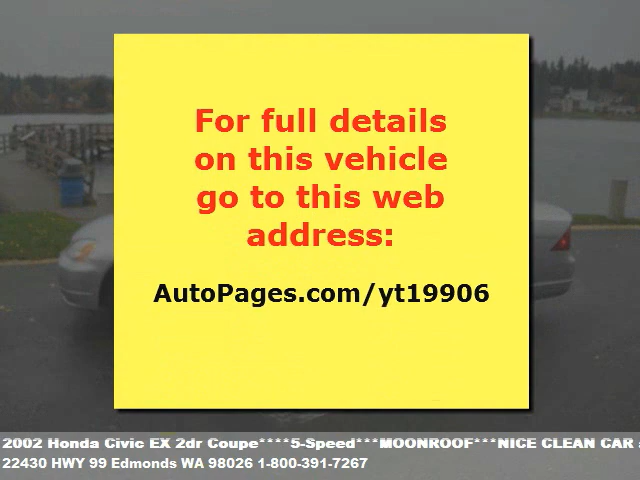 For full details
on this vehicle
go to this web
address:
AutoPages.com/yt19906
2002 Honda Civic EX 2dr Coupe****5-Speed***MOONROOF***NICE CLEAN CAR
22430 HWY 99 Edmonds WA 98026 1-800-391-7267